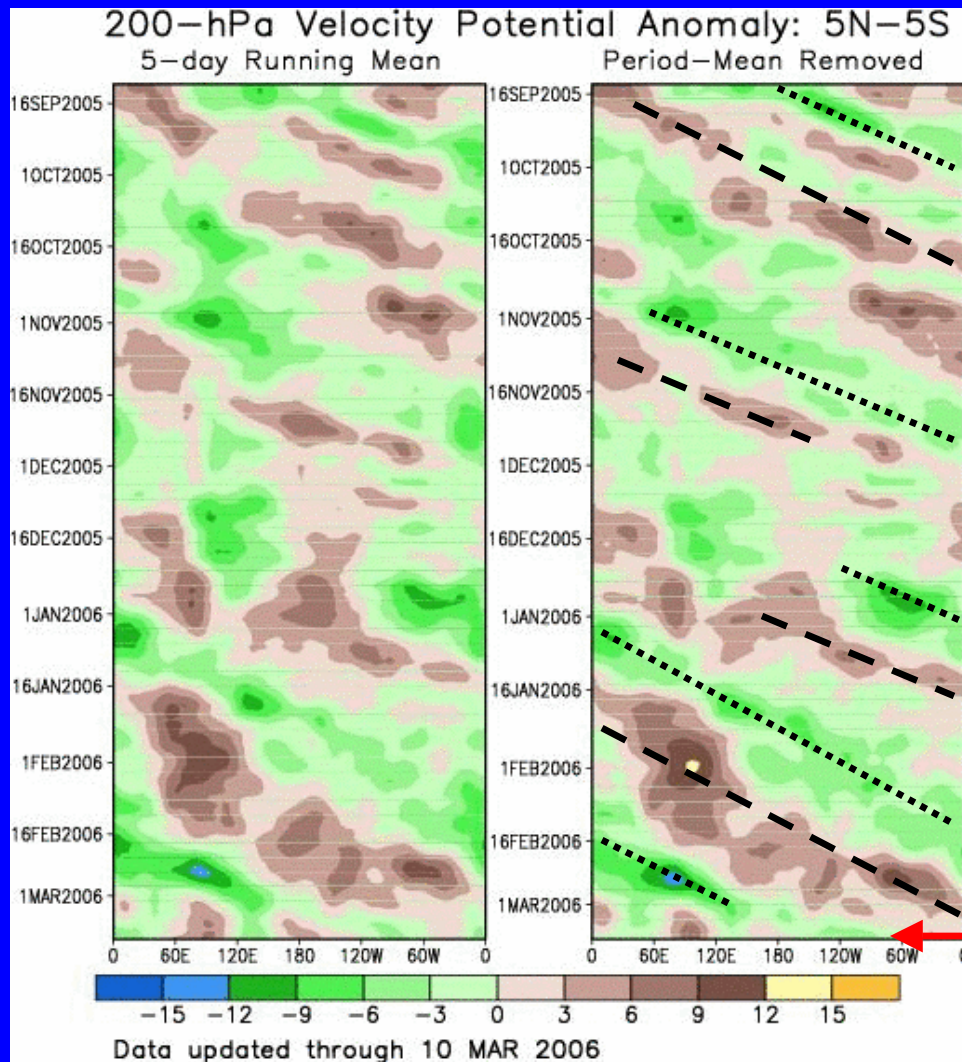 200-hPa Velocity Potential Anomaly: 5N-5S
5-day Running Mean
Period-Mean Removed
16SEP2005
1OCT2005
16OCT2005
1NOV2005
16NOV2005
1DEC2005
16DEC2005
1JAN2006
16JAN2006
1FEB2006
16FEB2006
1MAR2006
0 60E 120E 180 120W 60W 0
16SEP2005
1OCT2005
16OCT2005
1NOV2005
16NOV2005
1DEC2005
16DEC2005
1JAN2006
16JAN2006
1FEB2006
16FEB2006
1MAR2006
0 60E 120E 180 120W 60W 0
-15 -12 -9 -6 -3 0 3 6 9 12 15
Data updated through 10 MAR 2006